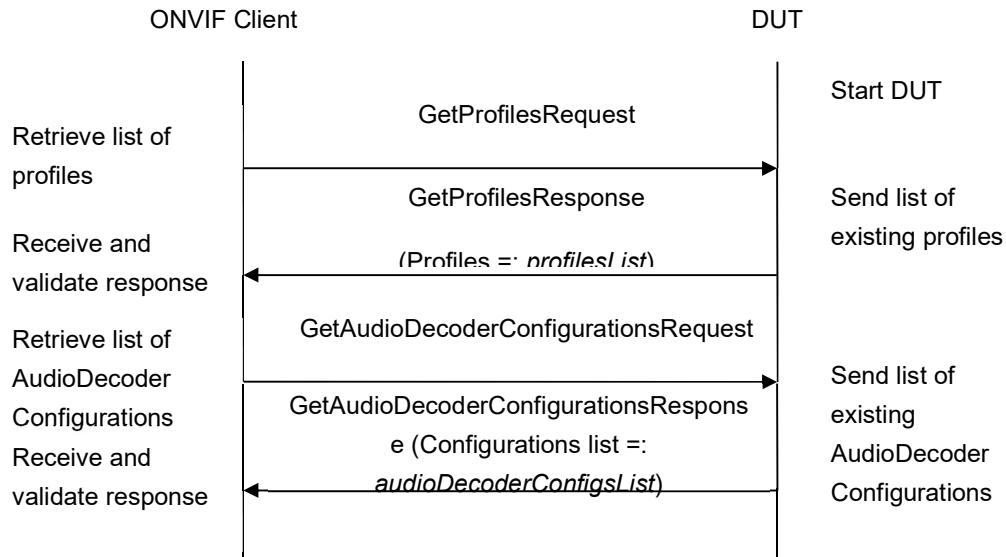 ONVIF Client
DUT
Start DUT
GetProfilesRequest
Retrieve list of
profiles
GetProfilesResponse
(Profiles =: profilesList)
Send list of
existing profiles
Receive and
validate response
GetAudioDecoderConfigurationsRequest
Retrieve list of
AudioDecoder
Configurations
GetAudioDecoderConfigurationsRespons
e (Configurations list =:
audioDecoderConfigsList)
Send list of
existing
AudioDecoder
Configurations
Receive and
validate response